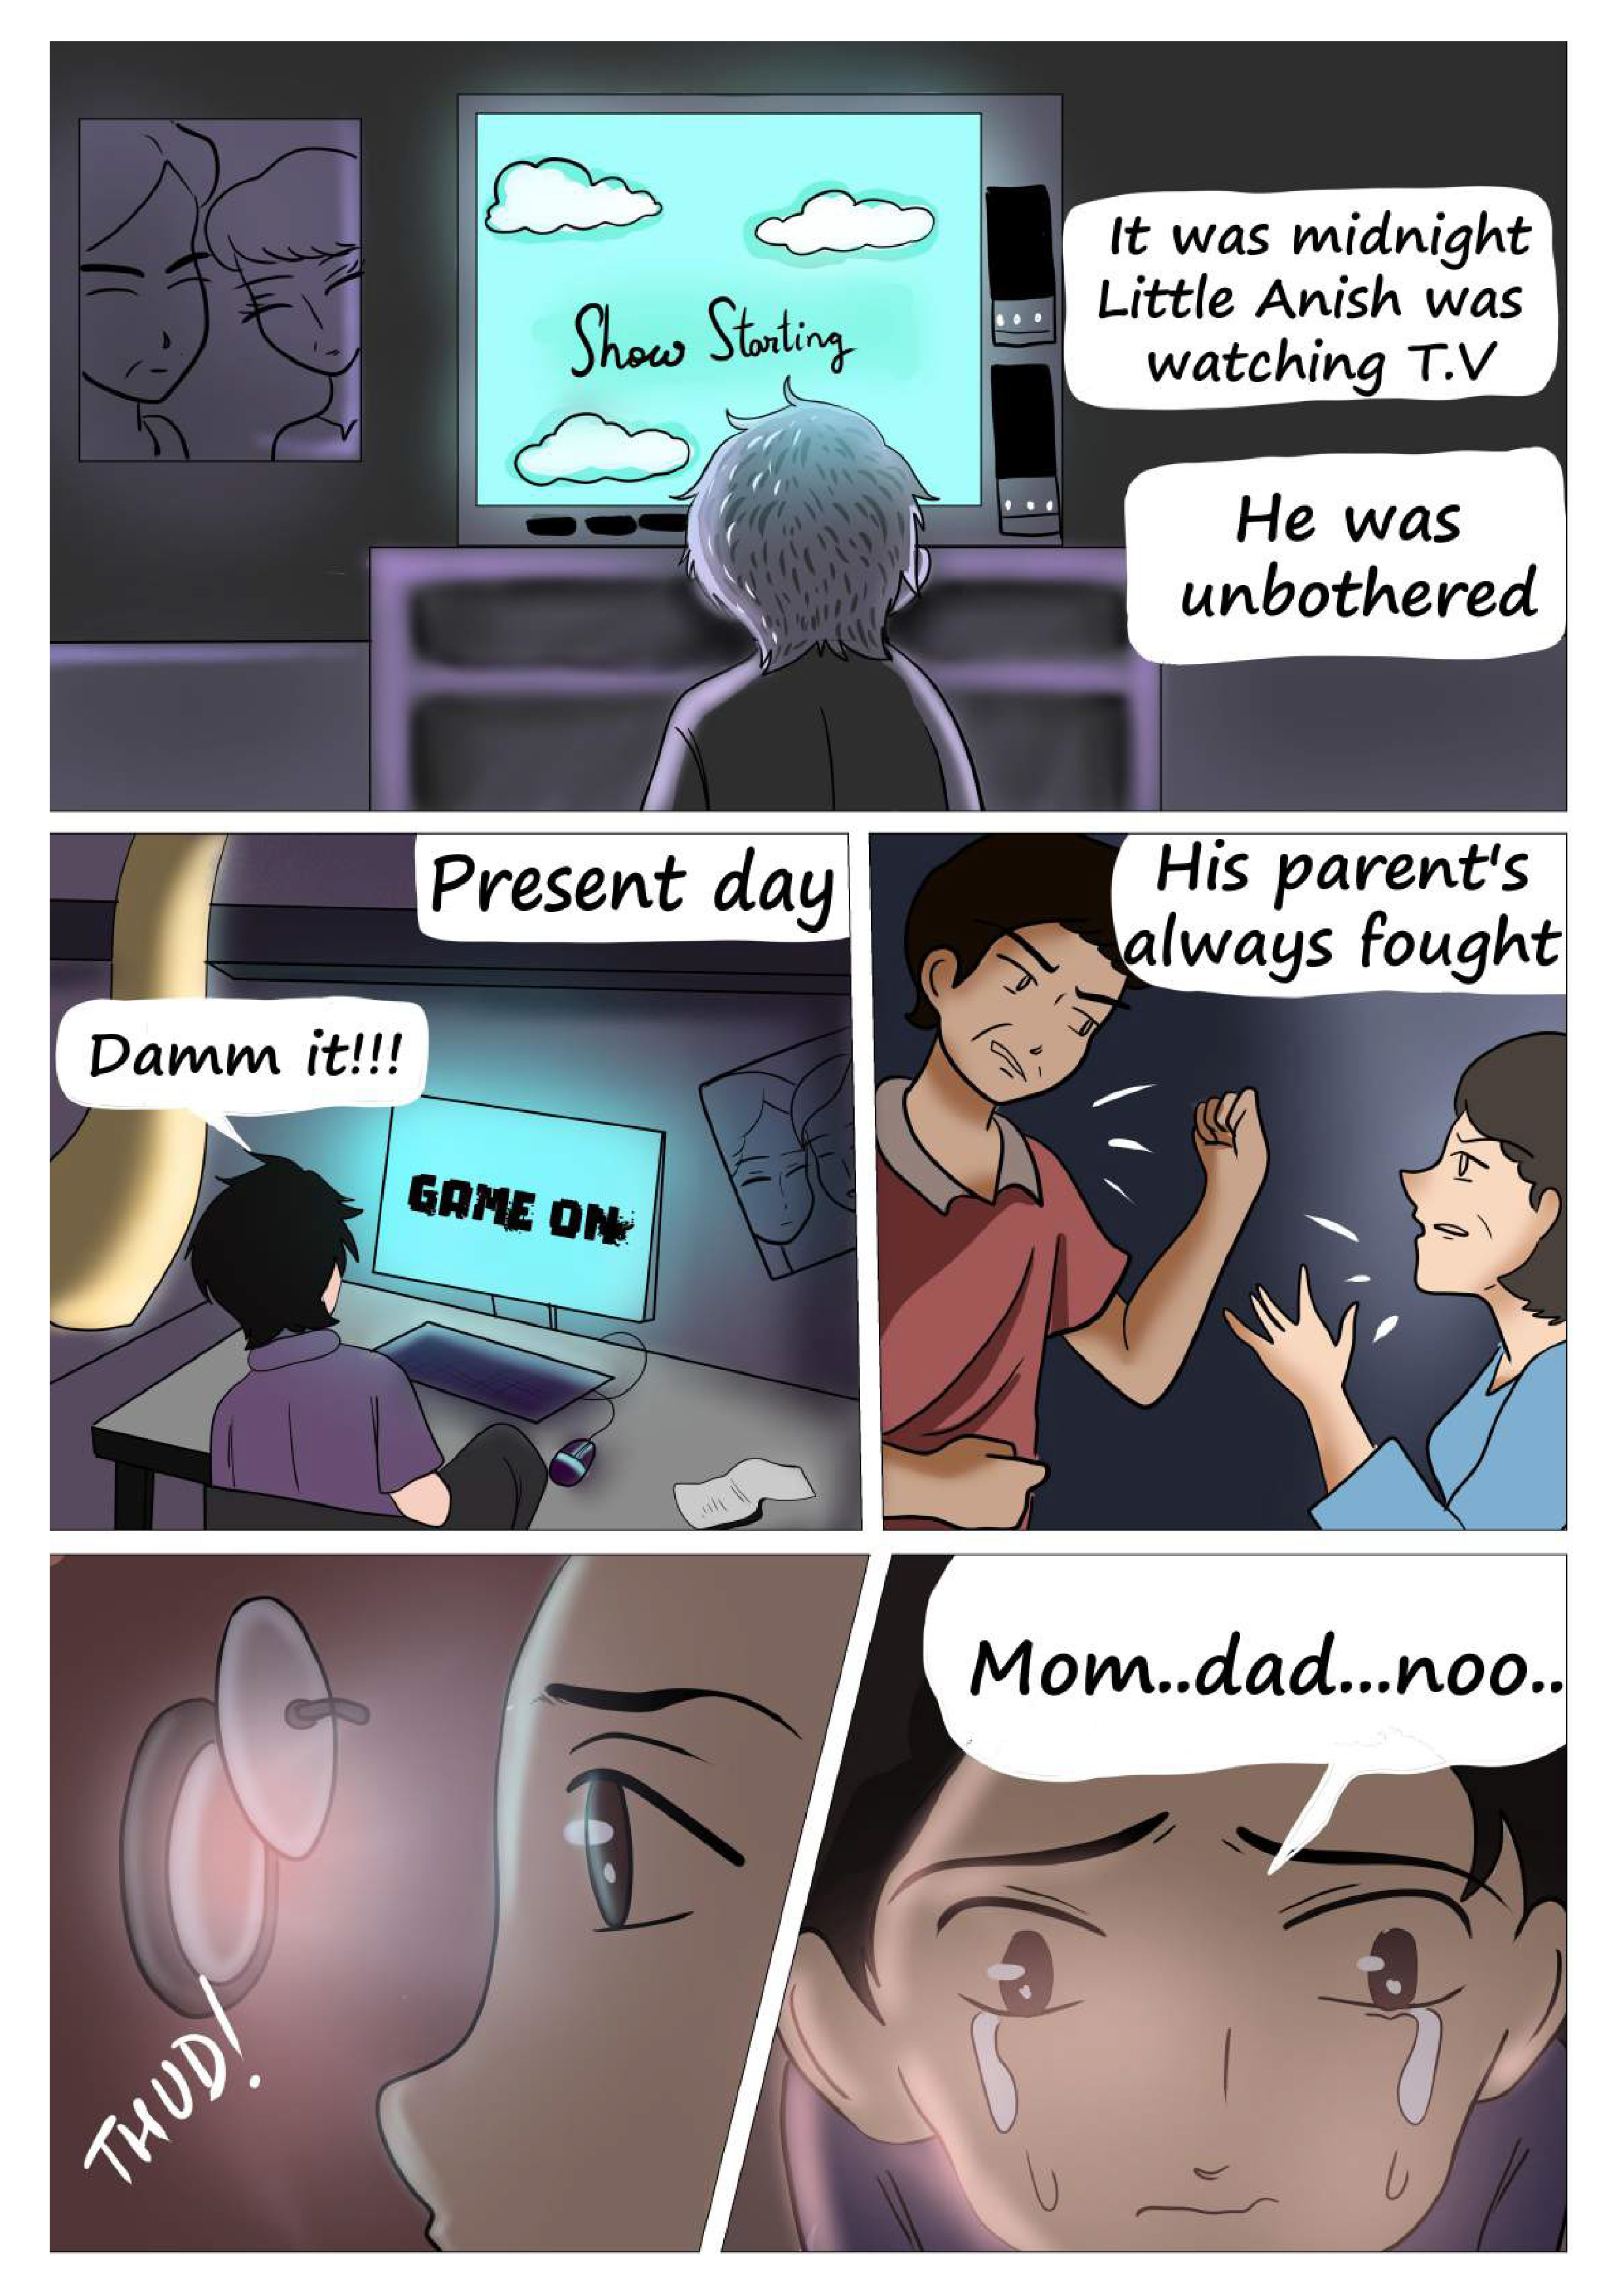 Show Starting
It was midnight
Little Anish was
watching T.V
He was
unbothered
Present day
Damm it!!!
GAME ON
His parent's
always fought
THUD!
Mom..dad...noo..